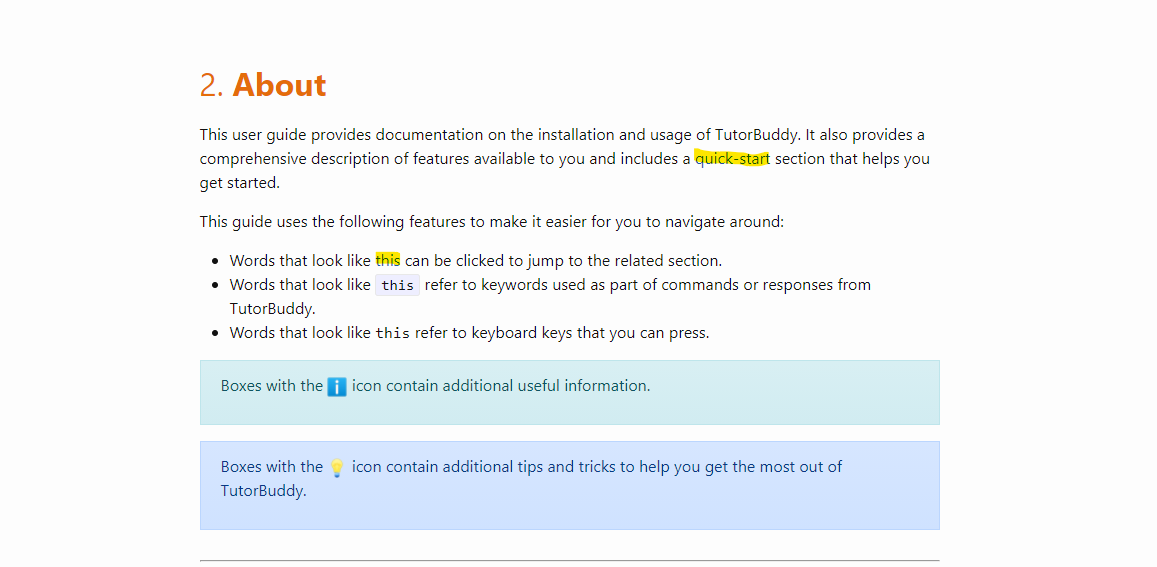 2. About
This user guide provides documentation on the installation and usage of TutorBuddy. It also provides a
comprehensive description of features available to you and includes a quick-start section that helps you
get started.
This guide uses the following features to make it easier for you to navigate around:
Words that look like this can be clicked to jump to the related section.
Words that look like this refer to keywords used as part of commands or responses from
TutorBuddy.
Words that look like this refer to keyboard keys that you can press.
Boxes with the ℹ️ icon contain additional useful information.
Boxes with the 💡 icon contain additional tips and tricks to help you get the most out of
TutorBuddy.